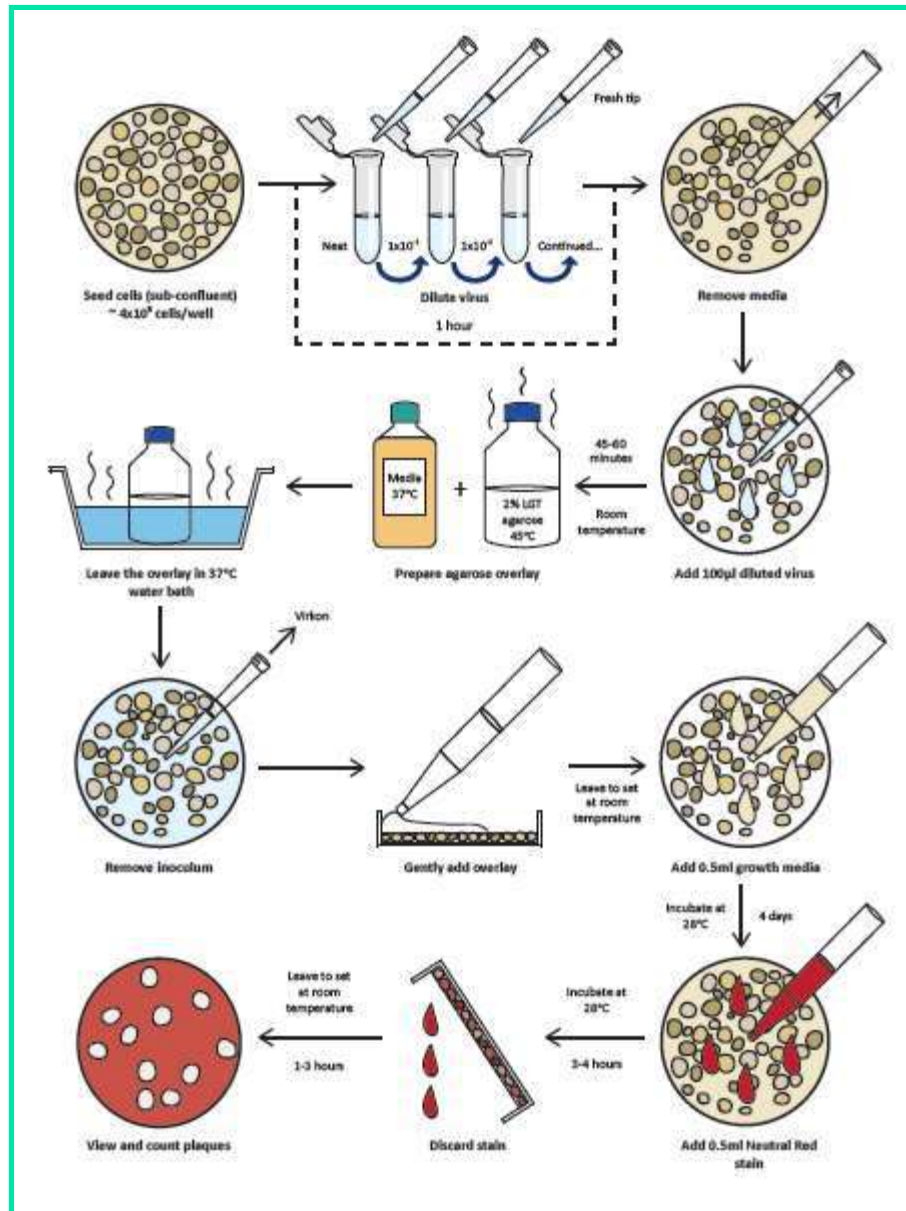 Fresh tip
Neat
1x10⁻¹
1x10⁻²
Continued...
Seed cells (sub-confluent)
~ cells/well
Dilute virus
1 hour
Remove media
45-60
minutes
Room
temperature
Media
37°C
+
2% LGT
agarose
45°C
Leave the overlay in 37°C
water bath
Prepare agarose overlay
Add 100µl diluted virus
Virkon
Leave to set
at room
temperature
Remove inoculum
Gently add overlay
Add 0.5ml growth media
Incubate at
28°C
4 days
Leave to set
at room
temperature
1-3 hours
Incubate at
28°C
hours
View and count plaques
Discard stain
Add 0.5ml Neutral Red
stain